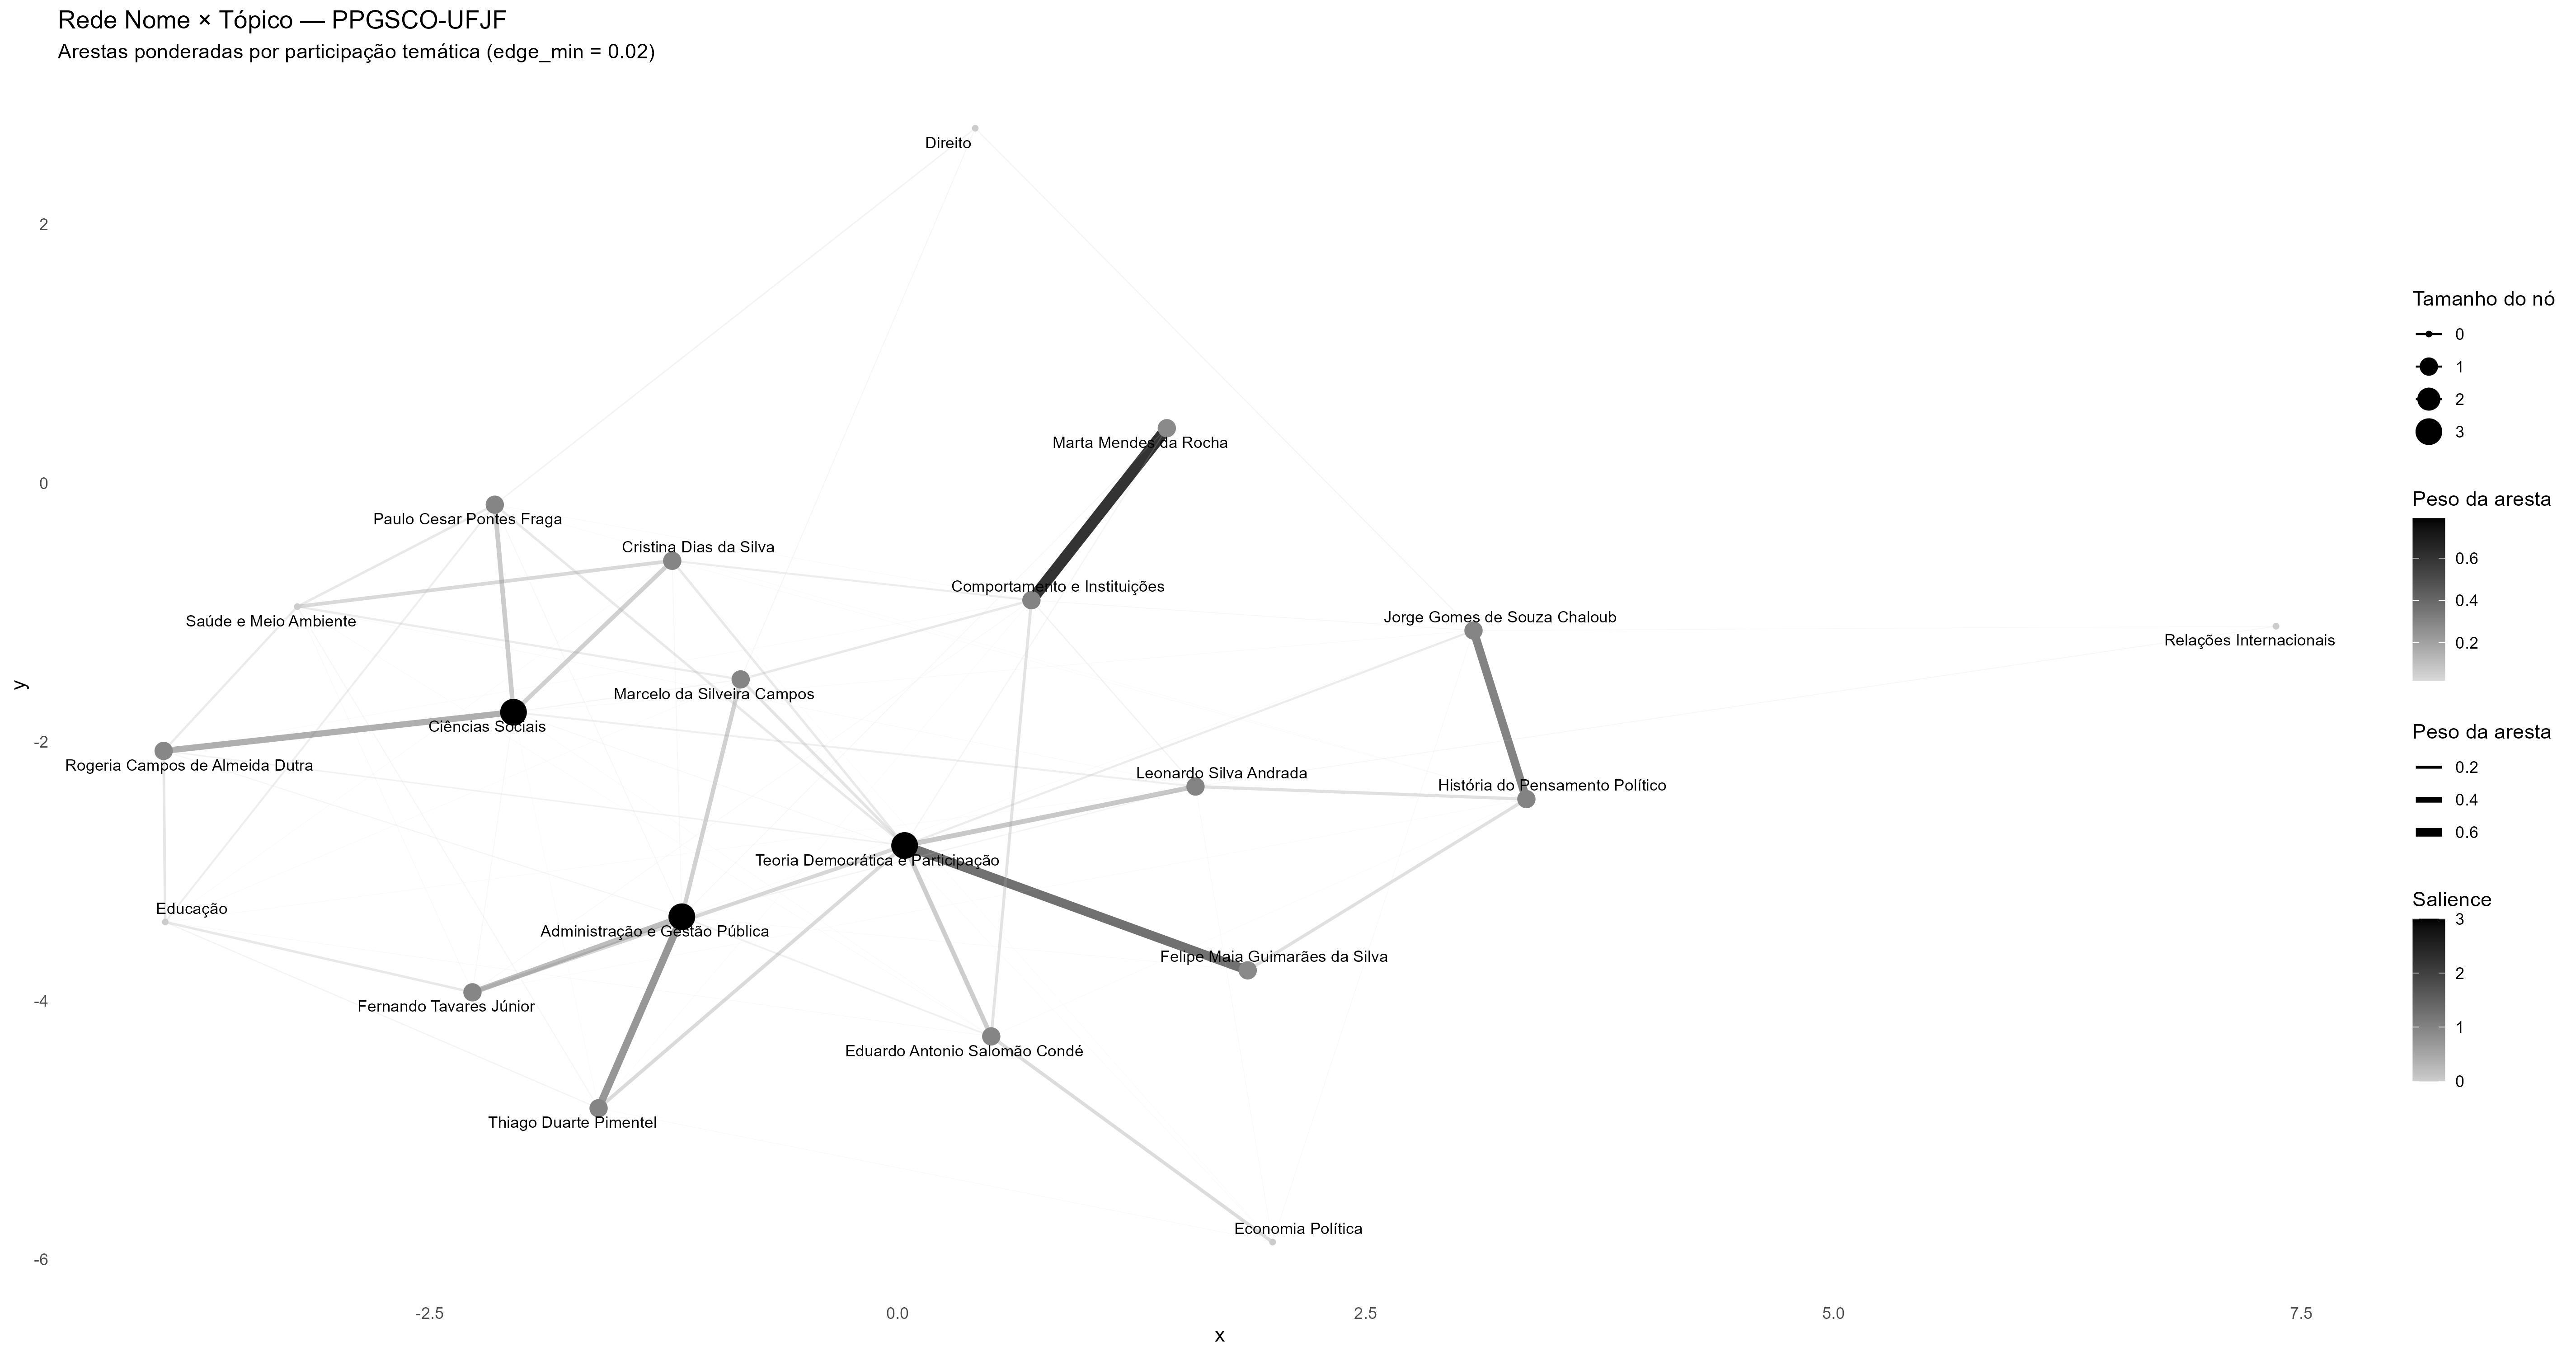 Rede Nome × Tópico — PPGSCO-UFJF
Arestas ponderadas por participação temática (edge_min = 0.02)
Direito
2
Marta Mendes da Rocha
0
Paulo Cesar Pontes Fraga
Cristina Dias da Silva
Comportamento e Instituições
Saúde e Meio Ambiente
Jorge Gomes de Souza Chaloub
Relações Internacionais
Marcelo da Silveira Campos
Ciências Sociais
-2
Rogeria Campos de Almeida Dutra
Leonardo Silva Andrada
História do Pensamento Político
Teoria Democrática e Participação
Educação
Administração e Gestão Pública
Felipe Maia Guimarães da Silva
-4
Fernando Tavares Júnior
Eduardo Antonio Salomão Condé
Thiago Duarte Pimentel
Economia Política
-6
-2.5
0.0
2.5
5.0
7.5
x
y
Tamanho do nó
0
1
2
3
Peso da aresta
0.6
0.4
0.2
Peso da aresta
0.2
0.4
0.6
Salience
3
2
1
0